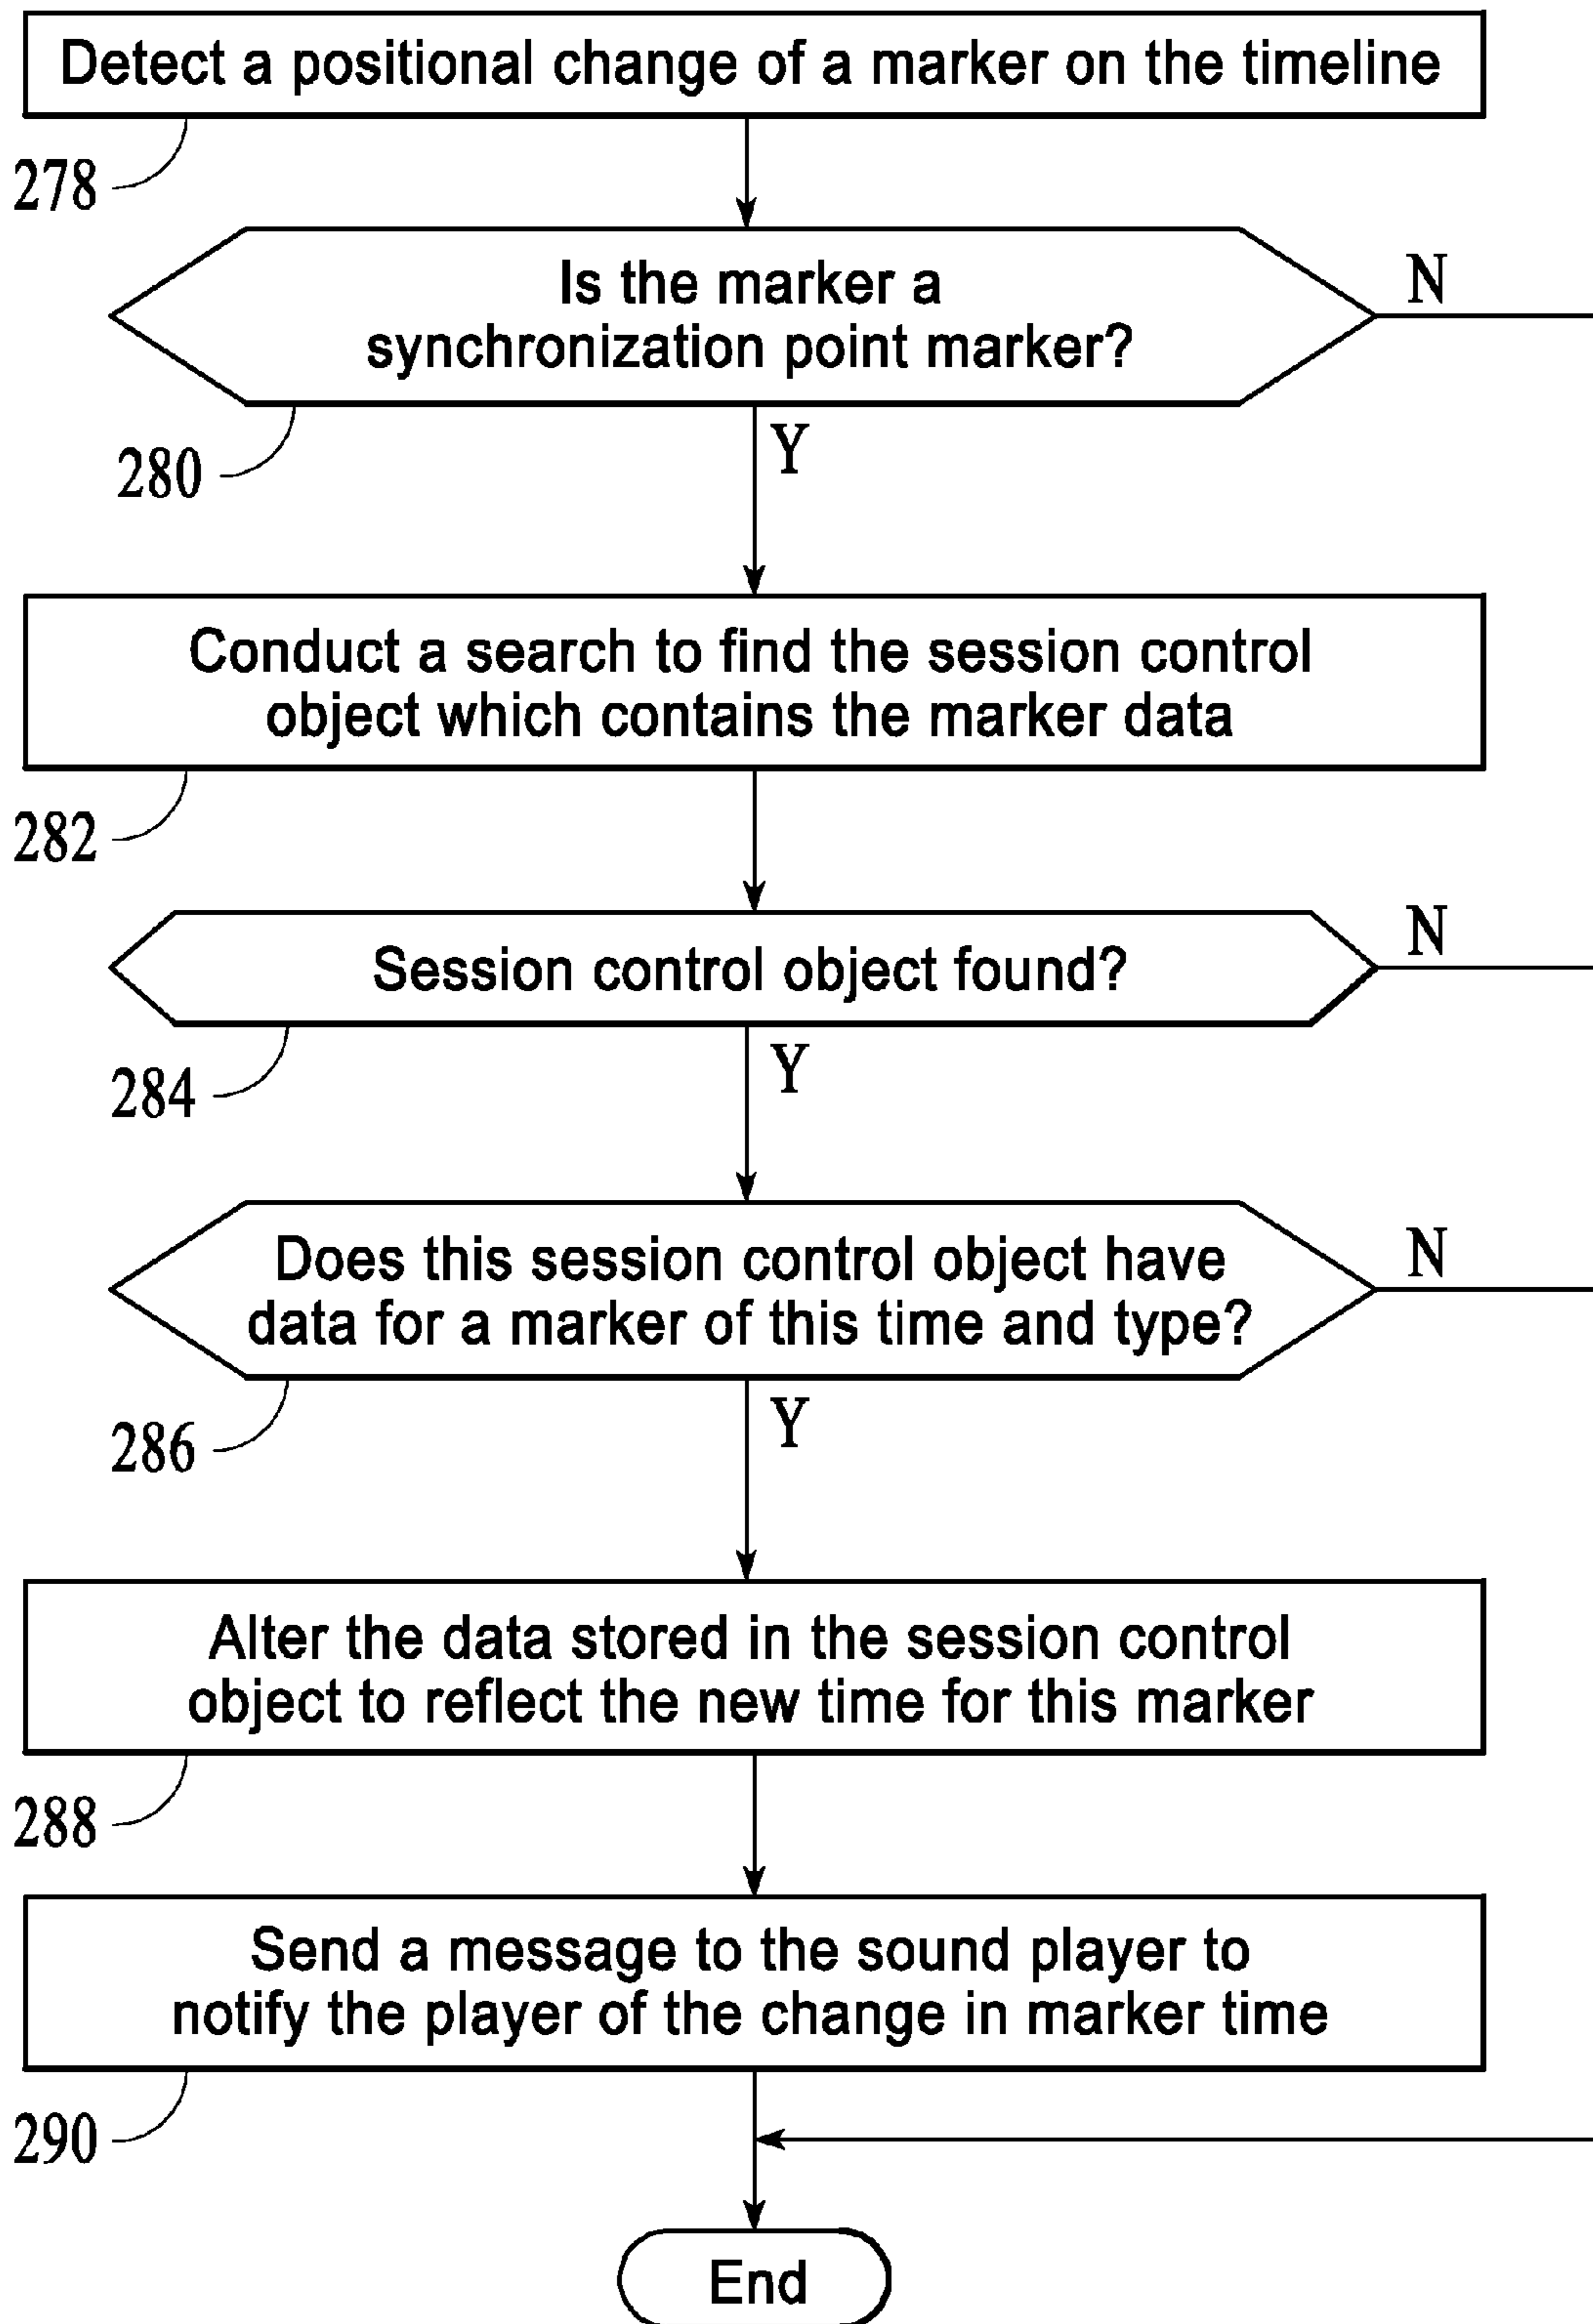 Detect a positional change of a marker on the timeline
278
Is the marker a
synchronization point marker?
N
280
Y
Conduct a search to find the session control
object which contains the marker data
282
Session control object found?
N
284
Y
Does this session control object have
data for a marker of this time and type?
N
286
Y
Alter the data stored in the session control
object to reflect the new time for this marker
288
Send a message to the sound player to
notify the player of the change in marker time
290
End